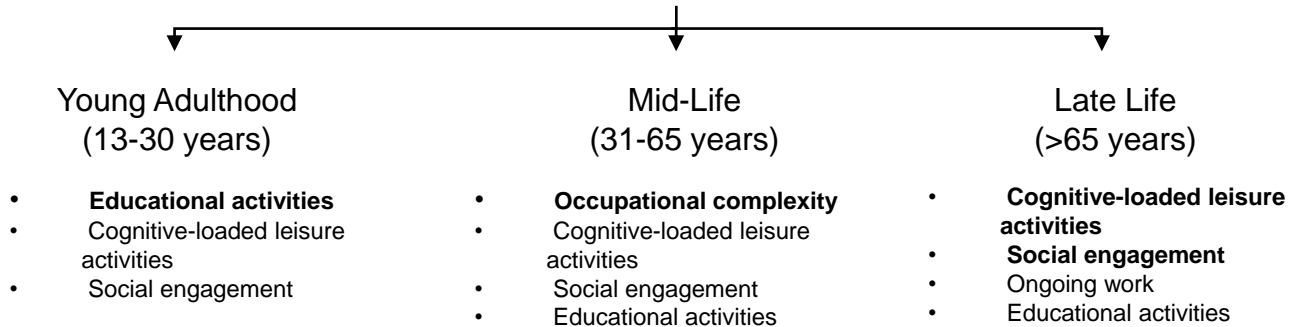 Young Adulthood
(13-30 years)
• Educational activities
• Cognitive-loaded leisure
activities
• Social engagement
Mid-Life
(31-65 years)
• Occupational complexity
• Cognitive-loaded leisure
activities
• Social engagement
• Educational activities
Late Life
(>65 years)
• Cognitive-loaded leisure
activities
• Social engagement
• Ongoing work
• Educational activities